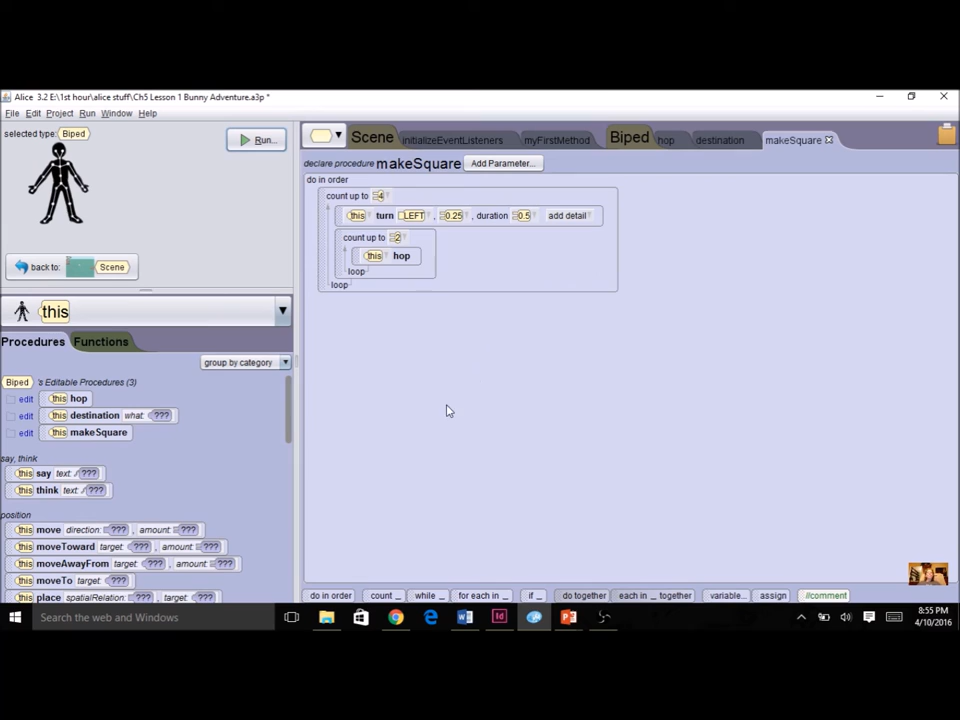 Alice 3.2 E:\1st hour\alice stuff\Ch5 Lesson 1 Bunny Adventure.a3p *
File Edit Project Run Window Help
selected type: Biped
Run...
back to: Scene
this
Procedures Functions
group by category
Biped 's Editable Procedures (3)
edit this hop
edit this destination what: ???
edit this makeSquare
say, think
this say text: ???
this think text: ???
position
this move direction: ??? , amount: ???
this moveToward target: ??? , amount: ???
this moveAwayFrom target: ??? , amount: ???
this moveTo target: ???
this place spatialRelation: ??? , target: ???
Scene initializeEventListeners myFirstMethod Biped hop destination makeSquare
declare procedure makeSquare Add Parameter...
do in order
count up to 4
this turn LEFT , 0.25 , duration 0.5 add detail
count up to 2
this hop
loop
loop
do in order count _ while _ for each in _ if _ do together each in _ together variable... assign //comment
Search the web and Windows
8:55 PM
4/10/2016